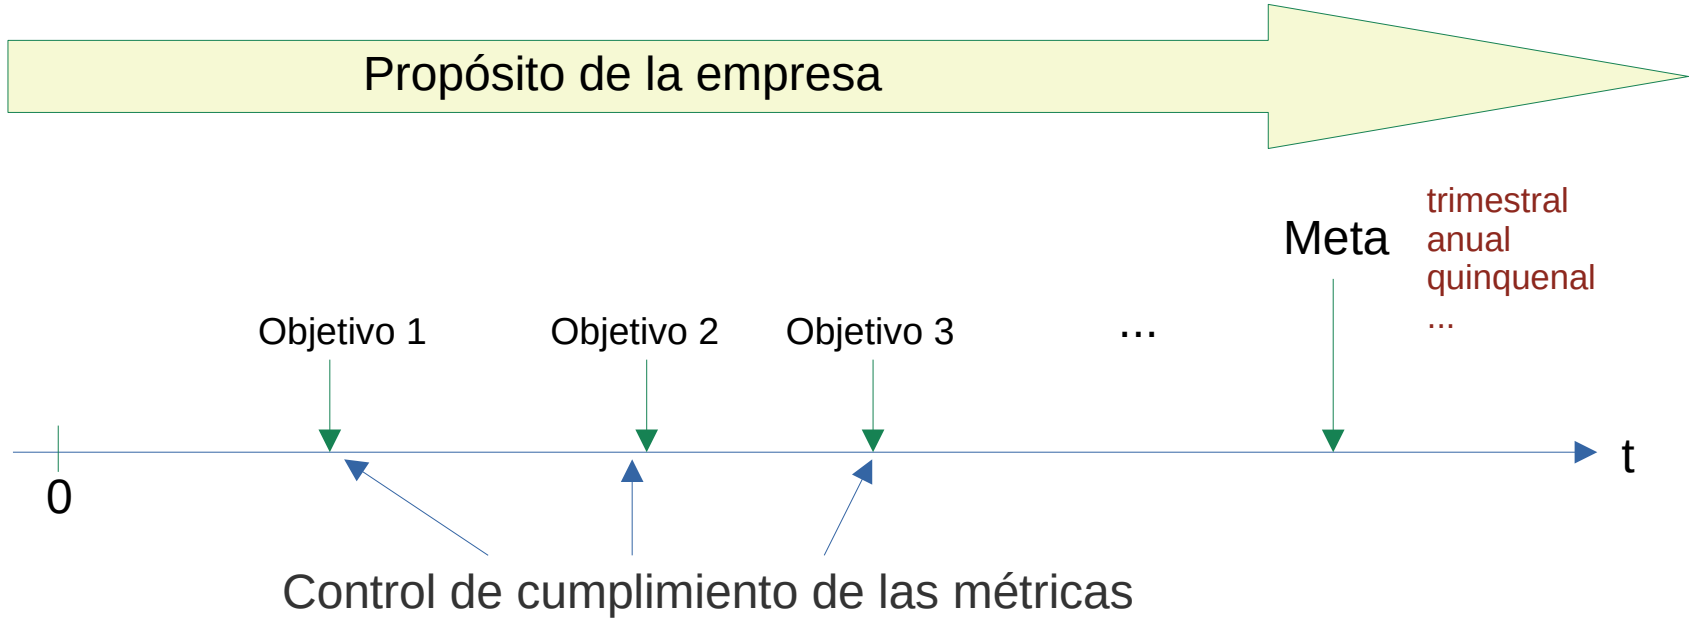 Propósito de la empresa
trimestral
Meta
anual
quinquenal
...
Objetivo 1
Objetivo 2
Objetivo 3
...
t
0
Control de cumplimiento de las métricas